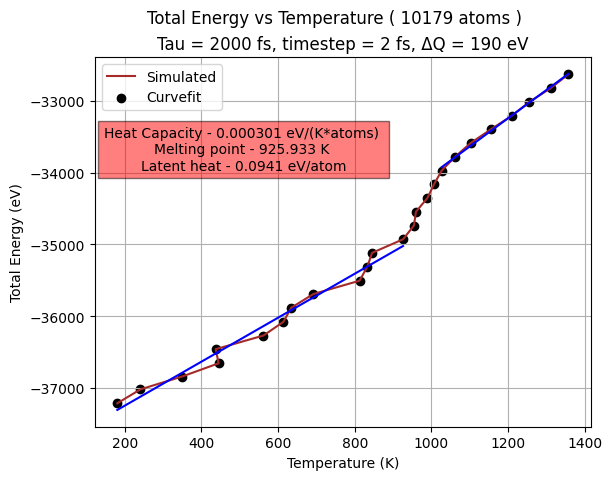 Total Energy vs Temperature ( 10179 atoms )
Tau = 2000 fs, timestep = 2 fs, ΔQ = 190 eV
Simulated
Curvefit
Heat Capacity - 0.000301 eV/(K*atoms)
Melting point - 925.933 K
Latent heat - 0.0941 eV/atom
Total Energy (eV)
−33000
−34000
−35000
−36000
−37000
200 400 600 800 1000 1200 1400
Temperature (K)